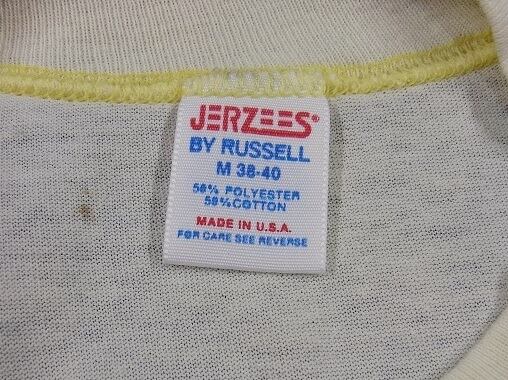 JERZEES®
BY RUSSELL
M 38-40
50% POLYESTER
50% COTTON
MADE IN U.S.A.
FOR CARE SEE REVERSE